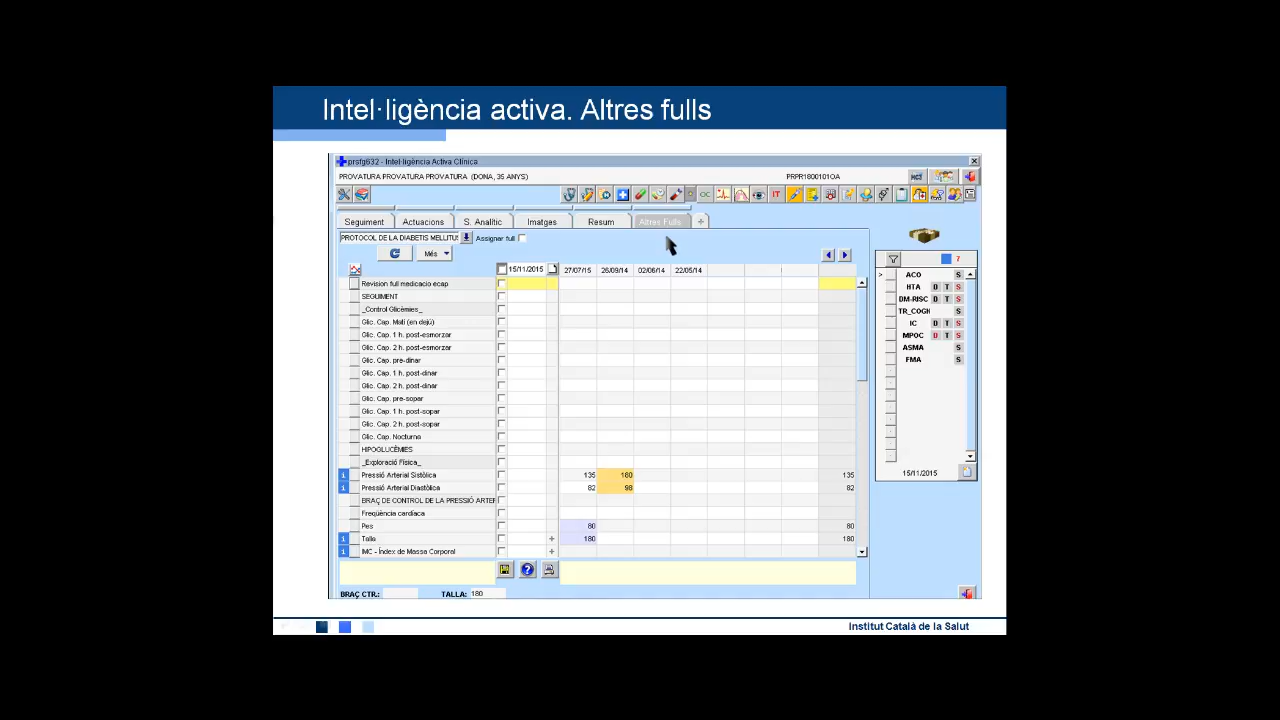 Intel·ligència activa. Altres fulls
prsfg632 - Intel·ligència Activa Clínica
PROVATURA PROVATURA PROVATURA (DONA, 35 ANYS) PRPR1800101OA
Seguiment Actuacions S. Analític Imatges Resum Altres Fulls +
PROTOCOL DE LA DIABETIS MELLITUS Assignar full
Més
15/11/2015 27/07/15 26/09/14 02/06/14 22/05/14
Revision full medicacio ecap
SEGUIMENT
_Control Glicèmies_
Glic. Cap. Matí (en dejú)
Glic. Cap. 1 h. post-esmorzar
Glic. Cap. 2 h. post-esmorzar
Glic. Cap. pre-dinar
Glic. Cap. 1 h. post-dinar
Glic. Cap. 2 h. post-dinar
Glic. Cap. pre-sopar
Glic. Cap. 1 h. post-sopar
Glic. Cap. 2 h. post-sopar
Glic. Cap. Nocturna
HIPOGLUCÈMIES
_Exploració Física_
i Pressió Arterial Sistòlica 135 180 135
i Pressió Arterial Diastòlica 82 98 82
BRAÇ DE CONTROL DE LA PRESSIÓ ARTER
Freqüència cardíaca
Pes 80 80
i Talla + 180 180
i IMC - Índex de Massa Corporal +
BRAÇ CTR.: TALLA: 180
7
> ACO S
HTA D T S
DM-RISC D T S
TR_COGN S
IC D T S
MPOC D T S
ASMA S
FMA S
15/11/2015
Institut Català de la Salut